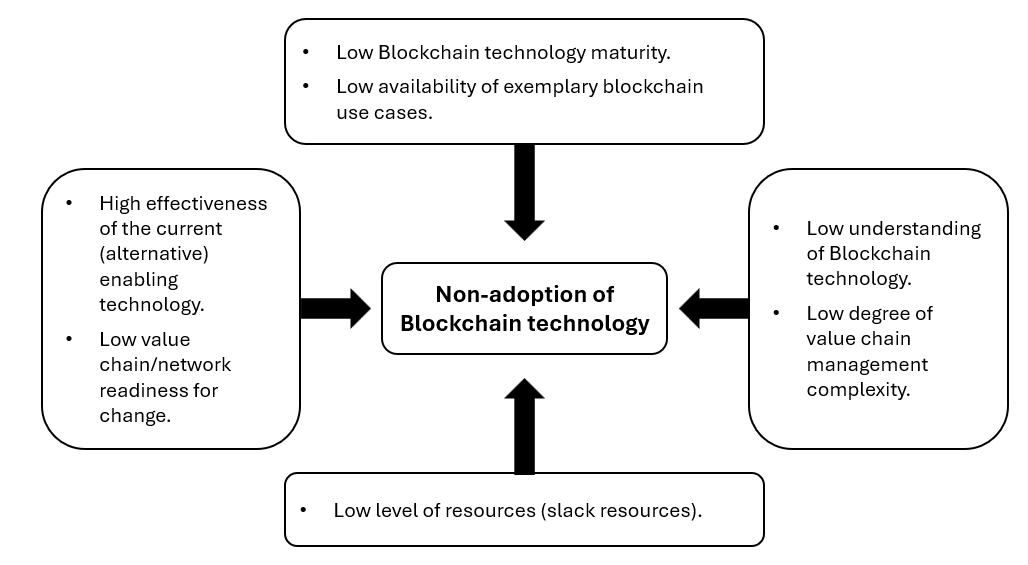 • Low Blockchain technology maturity.
• Low availability of exemplary blockchain
use cases.
• High effectiveness
of the current
(alternative)
enabling
technology.
• Low value
chain/network
readiness for
change.
Non-adoption of
Blockchain technology
• Low understanding
of Blockchain
technology.
• Low degree of
value chain
management
complexity.
• Low level of resources (slack resources).